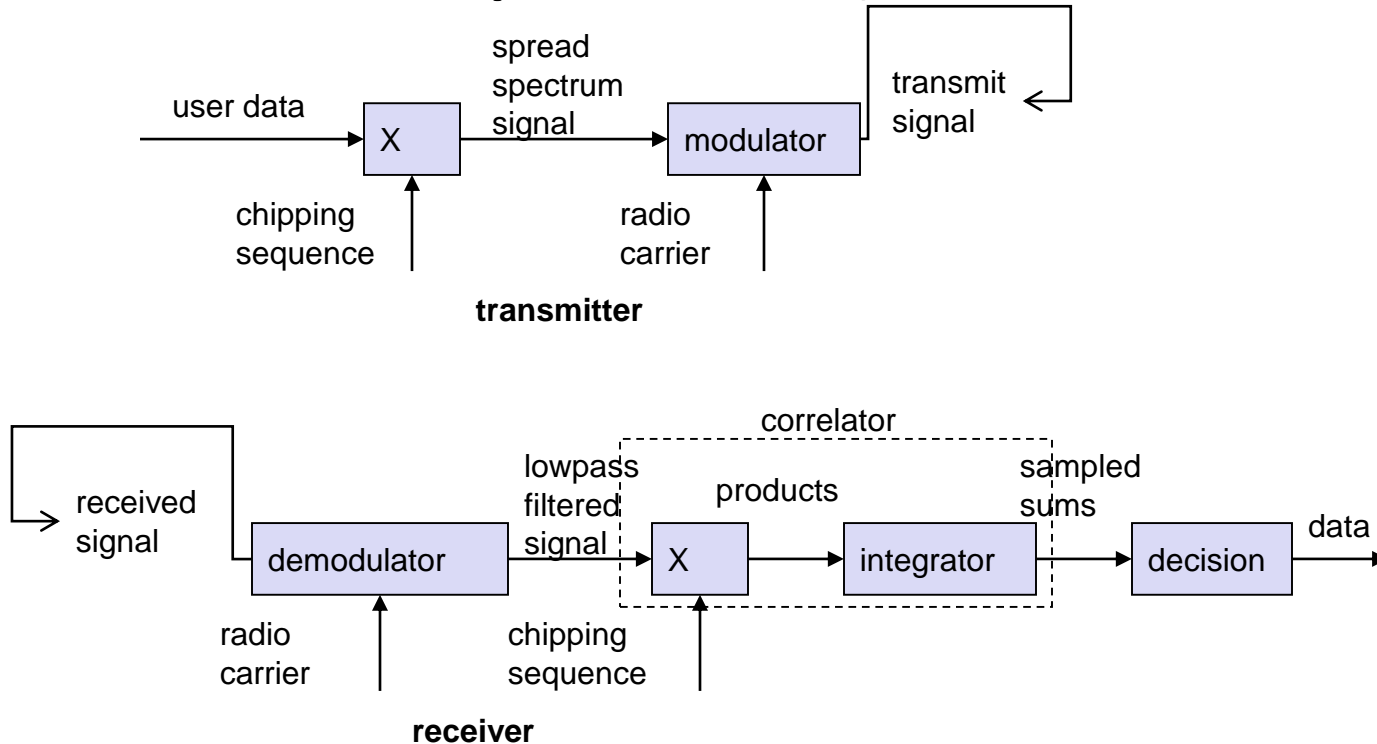 user data
X
chipping
sequence
spread
spectrum
signal
modulator
radio
carrier
transmit
signal
transmitter
received
signal
demodulator
radio
carrier
lowpass
filtered
signal
correlator
X
products
chipping
sequence
integrator
sampled
sums
decision
data
receiver